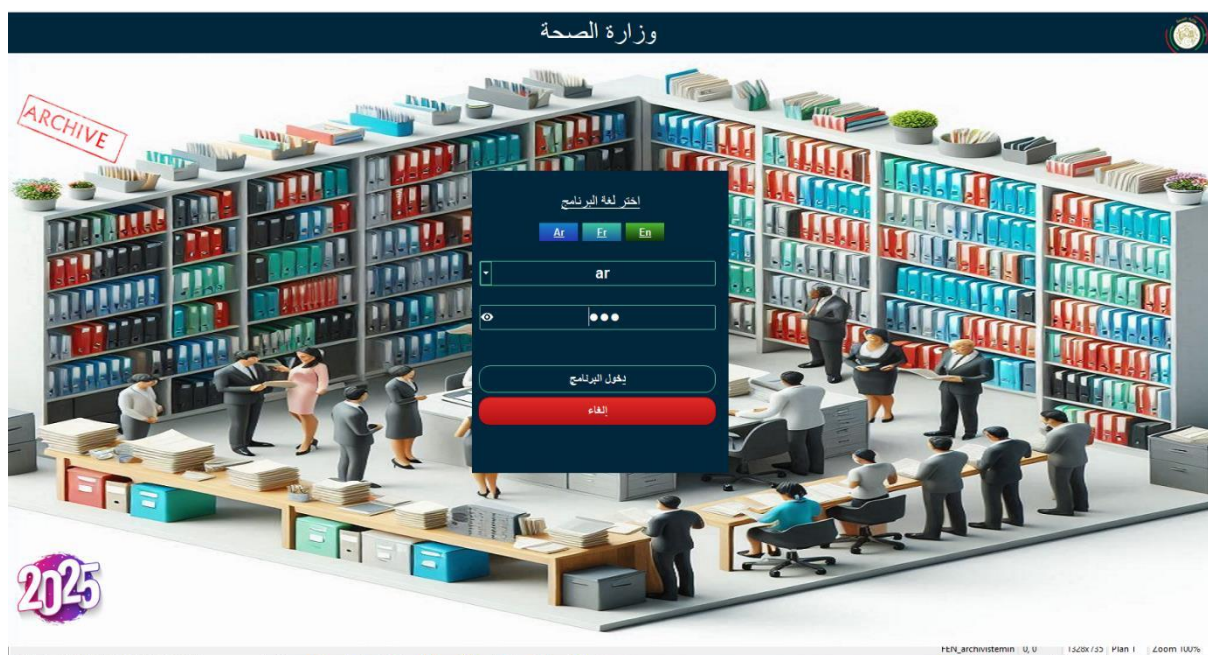 وزارة الصحة
ARCHIVE
اختر لغة البرنامج
Ar Fr En
ar
دخول البرنامج
إلغاء
2025
FEN_archivistemin 0, 0 1328x735 Plan 1 Zoom 100%